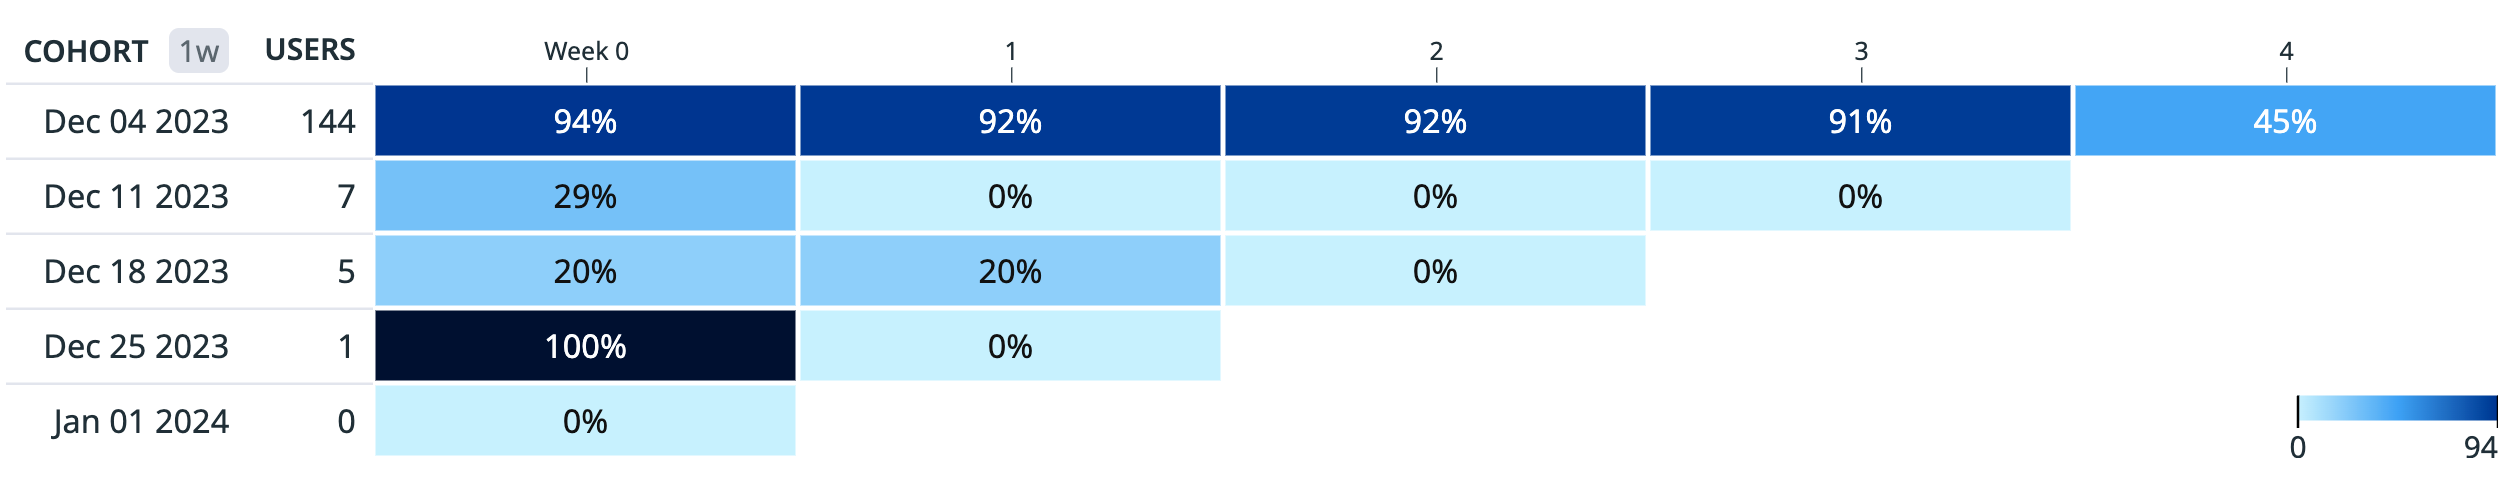 COHORT 1w USERS Week 0 1 2 3 4
Dec 04 2023 144 94% 92% 92% 91% 45%
Dec 11 2023 7 29% 0% 0% 0%
Dec 18 2023 5 20% 20% 0%
Dec 25 2023 1 100% 0%
Jan 01 2024 0 0%
0 94